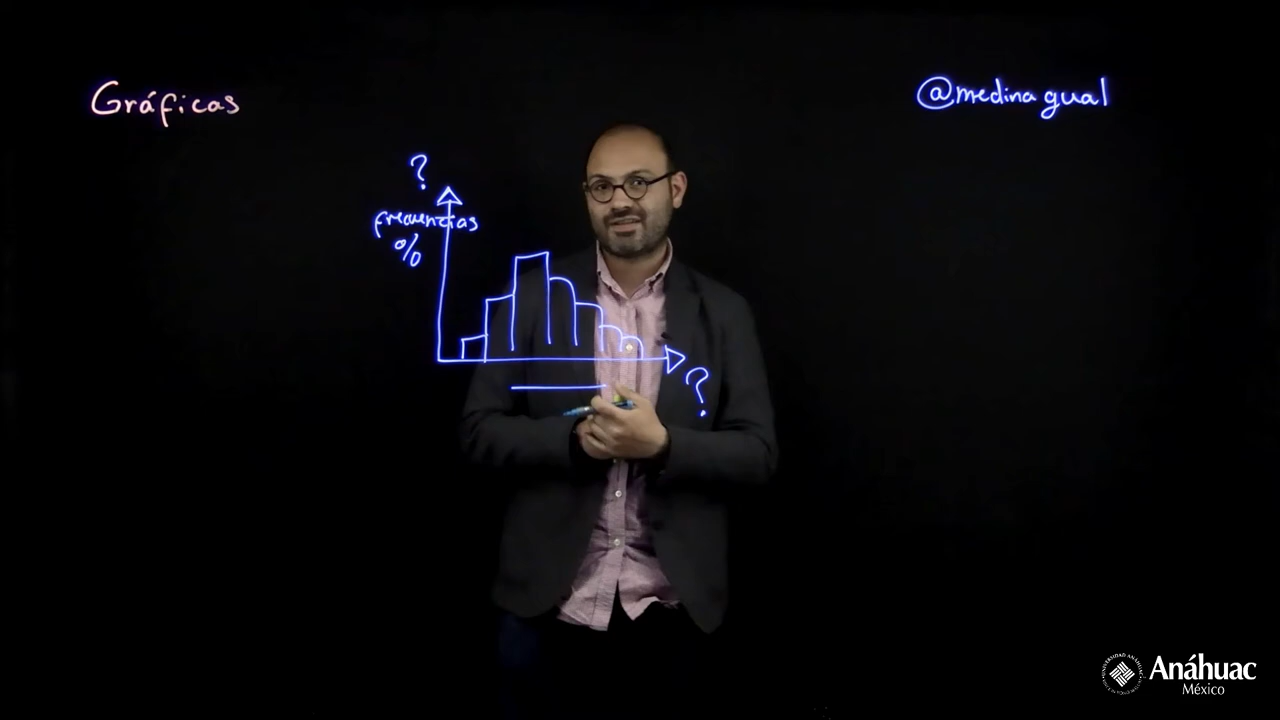 Gráficas
@medinagual
?
frecuencias
%
?
Anáhuac
México